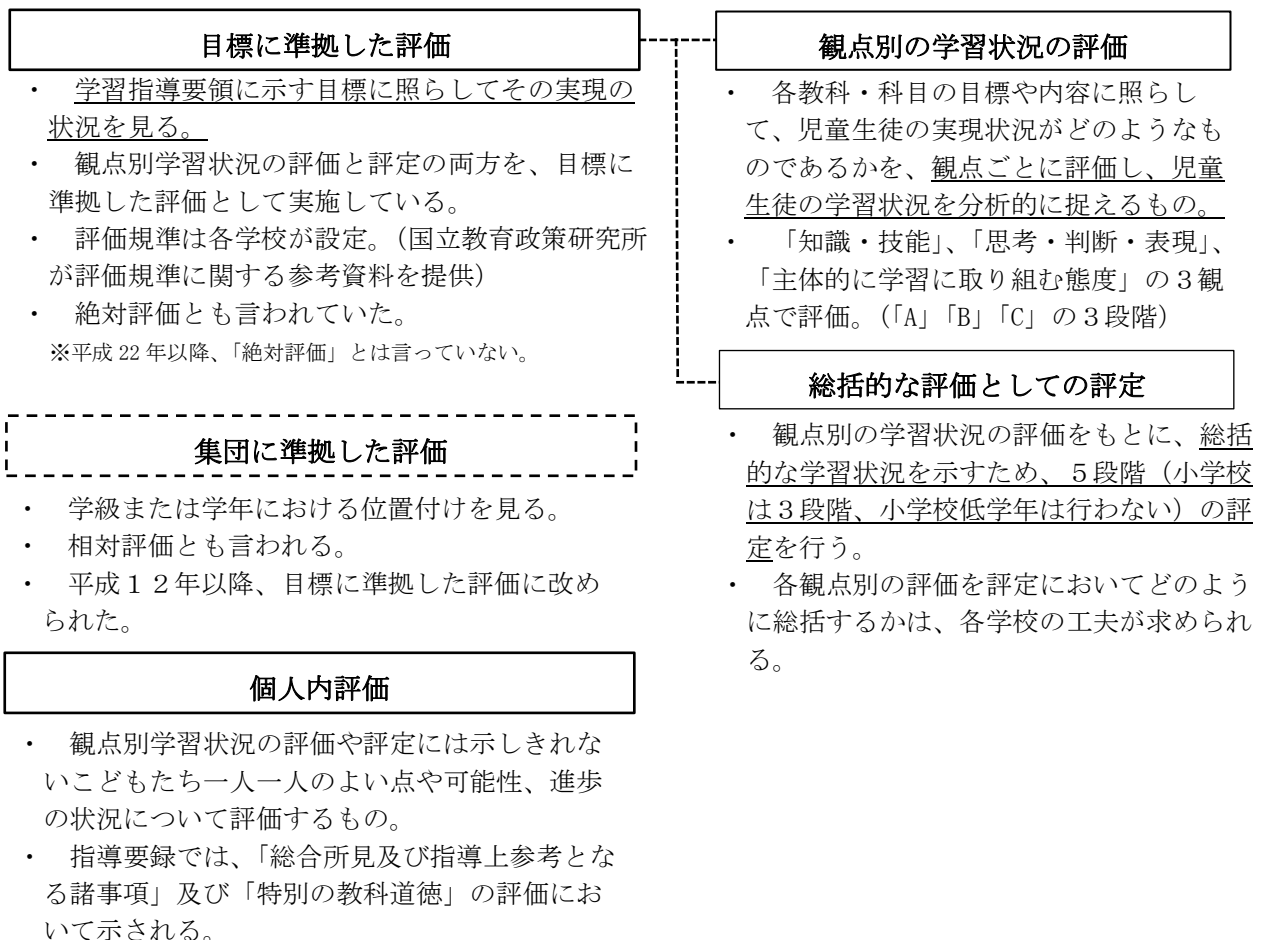 目標に準拠した評価
・　学習指導要領に示す目標に照らしてその実現の
状況を見る。
・　観点別学習状況の評価と評定の両方を、目標に
準拠した評価として実施している。
・　評価規準は各学校が設定。（国立教育政策研究所
が評価規準に関する参考資料を提供）
・　絶対評価とも言われていた。
※平成 22 年以降、「絶対評価」とは言っていない。
集団に準拠した評価
・　学級または学年における位置付けを見る。
・　相対評価とも言われる。
・　平成１２年以降、目標に準拠した評価に改め
られた。
個人内評価
・　観点別学習状況の評価や評定には示しきれな
いこどもたち一人一人のよい点や可能性、進歩
の状況について評価するもの。
・　指導要録では、「総合所見及び指導上参考とな
る諸事項」及び「特別の教科道徳」の評価にお
いて示される。
観点別の学習状況の評価
・　各教科・科目の目標や内容に照らし
て、児童生徒の実現状況がどのようなも
のであるかを、観点ごとに評価し、児童
生徒の学習状況を分析的に捉えるもの。
・　「知識・技能」、「思考・判断・表現」、
「主体的に学習に取り組む態度」の３観
点で評価。（「A」「B」「C」の３段階）
総括的な評価としての評定
・　観点別の学習状況の評価をもとに、総括
的な学習状況を示すため、５段階（小学校
は３段階、小学校低学年は行わない）の評
定を行う。
・　各観点別の評価を評定においてどのよう
に総括するかは、各学校の工夫が求められ
る。